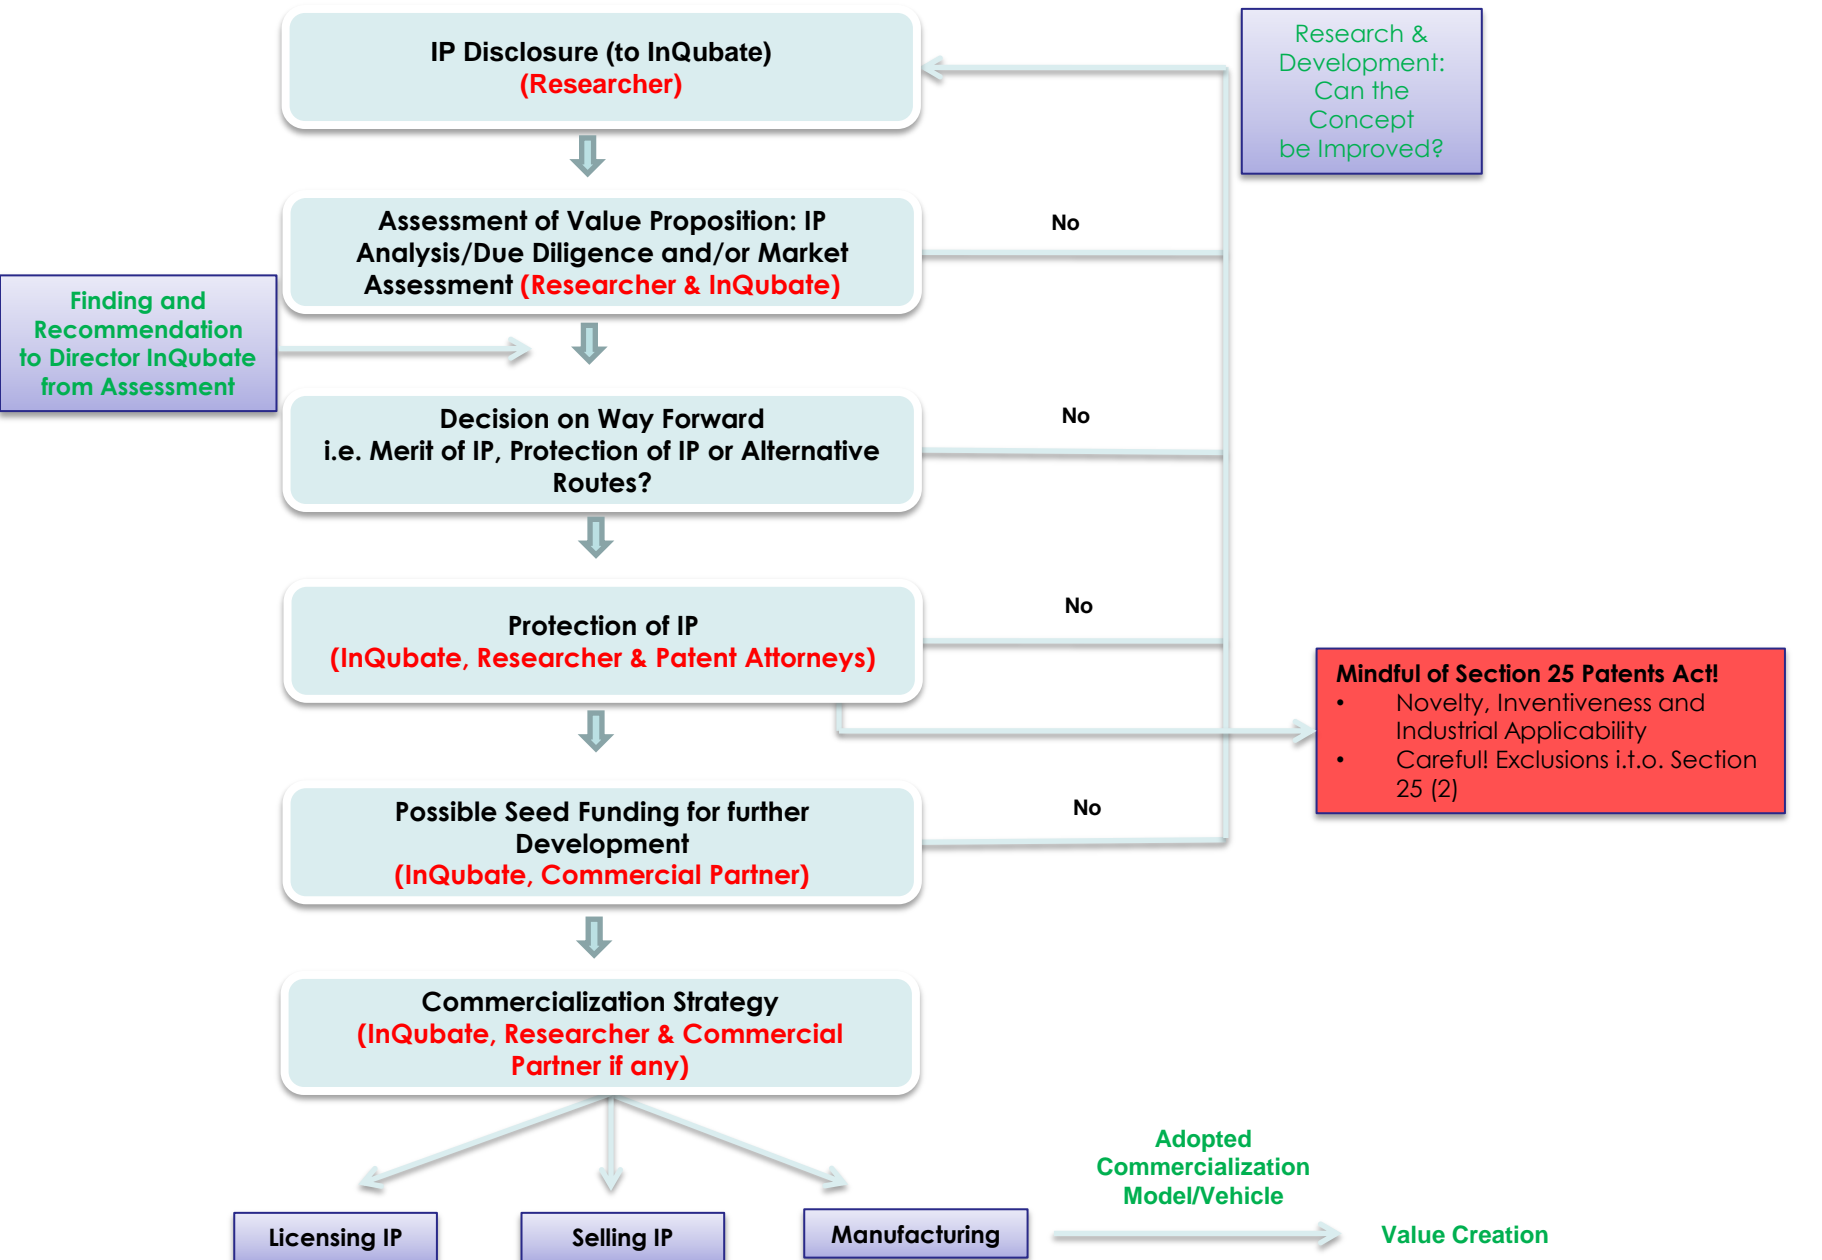 IP Disclosure (to InQubate)
(Researcher)
Research &
Development:
Can the
Concept
be Improved?
Assessment of Value Proposition: IP
Analysis/Due Diligence and/or Market
Assessment (Researcher & InQubate)
No
Finding and
Recommendation
to Director InQubate
from Assessment
Decision on Way Forward
i.e. Merit of IP, Protection of IP or Alternative
Routes?
No
Protection of IP
(InQubate, Researcher & Patent Attorneys)
No
Mindful of Section 25 Patents Act!
• Novelty, Inventiveness and
Industrial Applicability
• Careful! Exclusions i.t.o. Section
25 (2)
Possible Seed Funding for further
Development
(InQubate, Commercial Partner)
No
Commercialization Strategy
(InQubate, Researcher & Commercial
Partner if any)
Adopted
Commercialization
Model/Vehicle
Licensing IP
Selling IP
Manufacturing
Value Creation